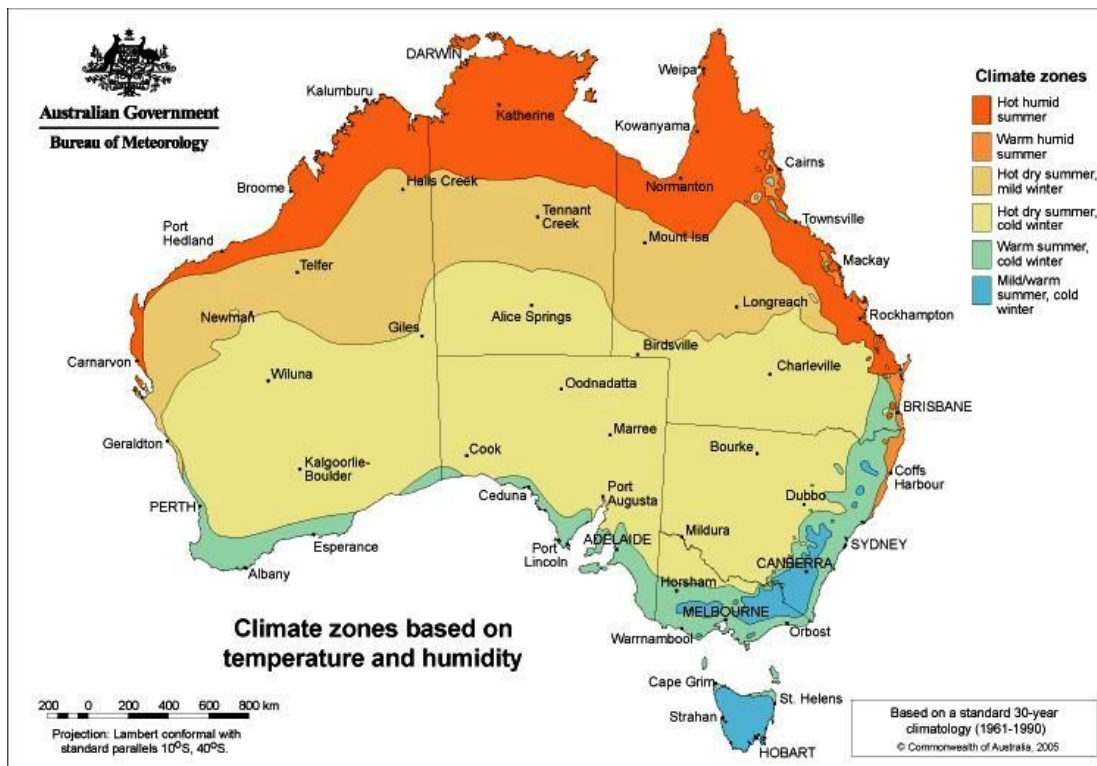 Australian Government
Bureau of Meteorology
DARWIN
Kalumburu
Katherine
Weipa
Kowanyama
Cairns
Broome
Halls Creek
Normanton
Tennant
Creek
Townsville
Port
Hedland
Mount Isa
Mackay
Telfer
Newman
Longreach
Rockhampton
Alice Springs
Giles
Birdsville
Carnarvon
Wiluna
Charleville
Oodnadatta
BRISBANE
Marree
Geraldton
Cook
Bourke
Kalgoorlie-
Boulder
Coffs
Harbour
Ceduna
Port
Augusta
Dubbo
PERTH
Mildura
Esperance
ADELAIDE
SYDNEY
Port
Lincoln
CANBERRA
Albany
Horsham
MELBOURNE
Warrnambool
Orbost
Cape Grim
St. Helens
Strahan
HOBART
Climate zones
Hot humid
summer
Warm humid
summer
Hot dry summer,
mild winter
Hot dry summer,
cold winter
Warm summer,
cold winter
Mild/warm
summer, cold
winter
Climate zones based on
temperature and humidity
200 0 200 400 600 800 km
Projection: Lambert conformal with
standard parallels 10°S, 40°S.
Based on a standard 30-year
climatology (1961-1990)
© Commonwealth of Australia, 2005